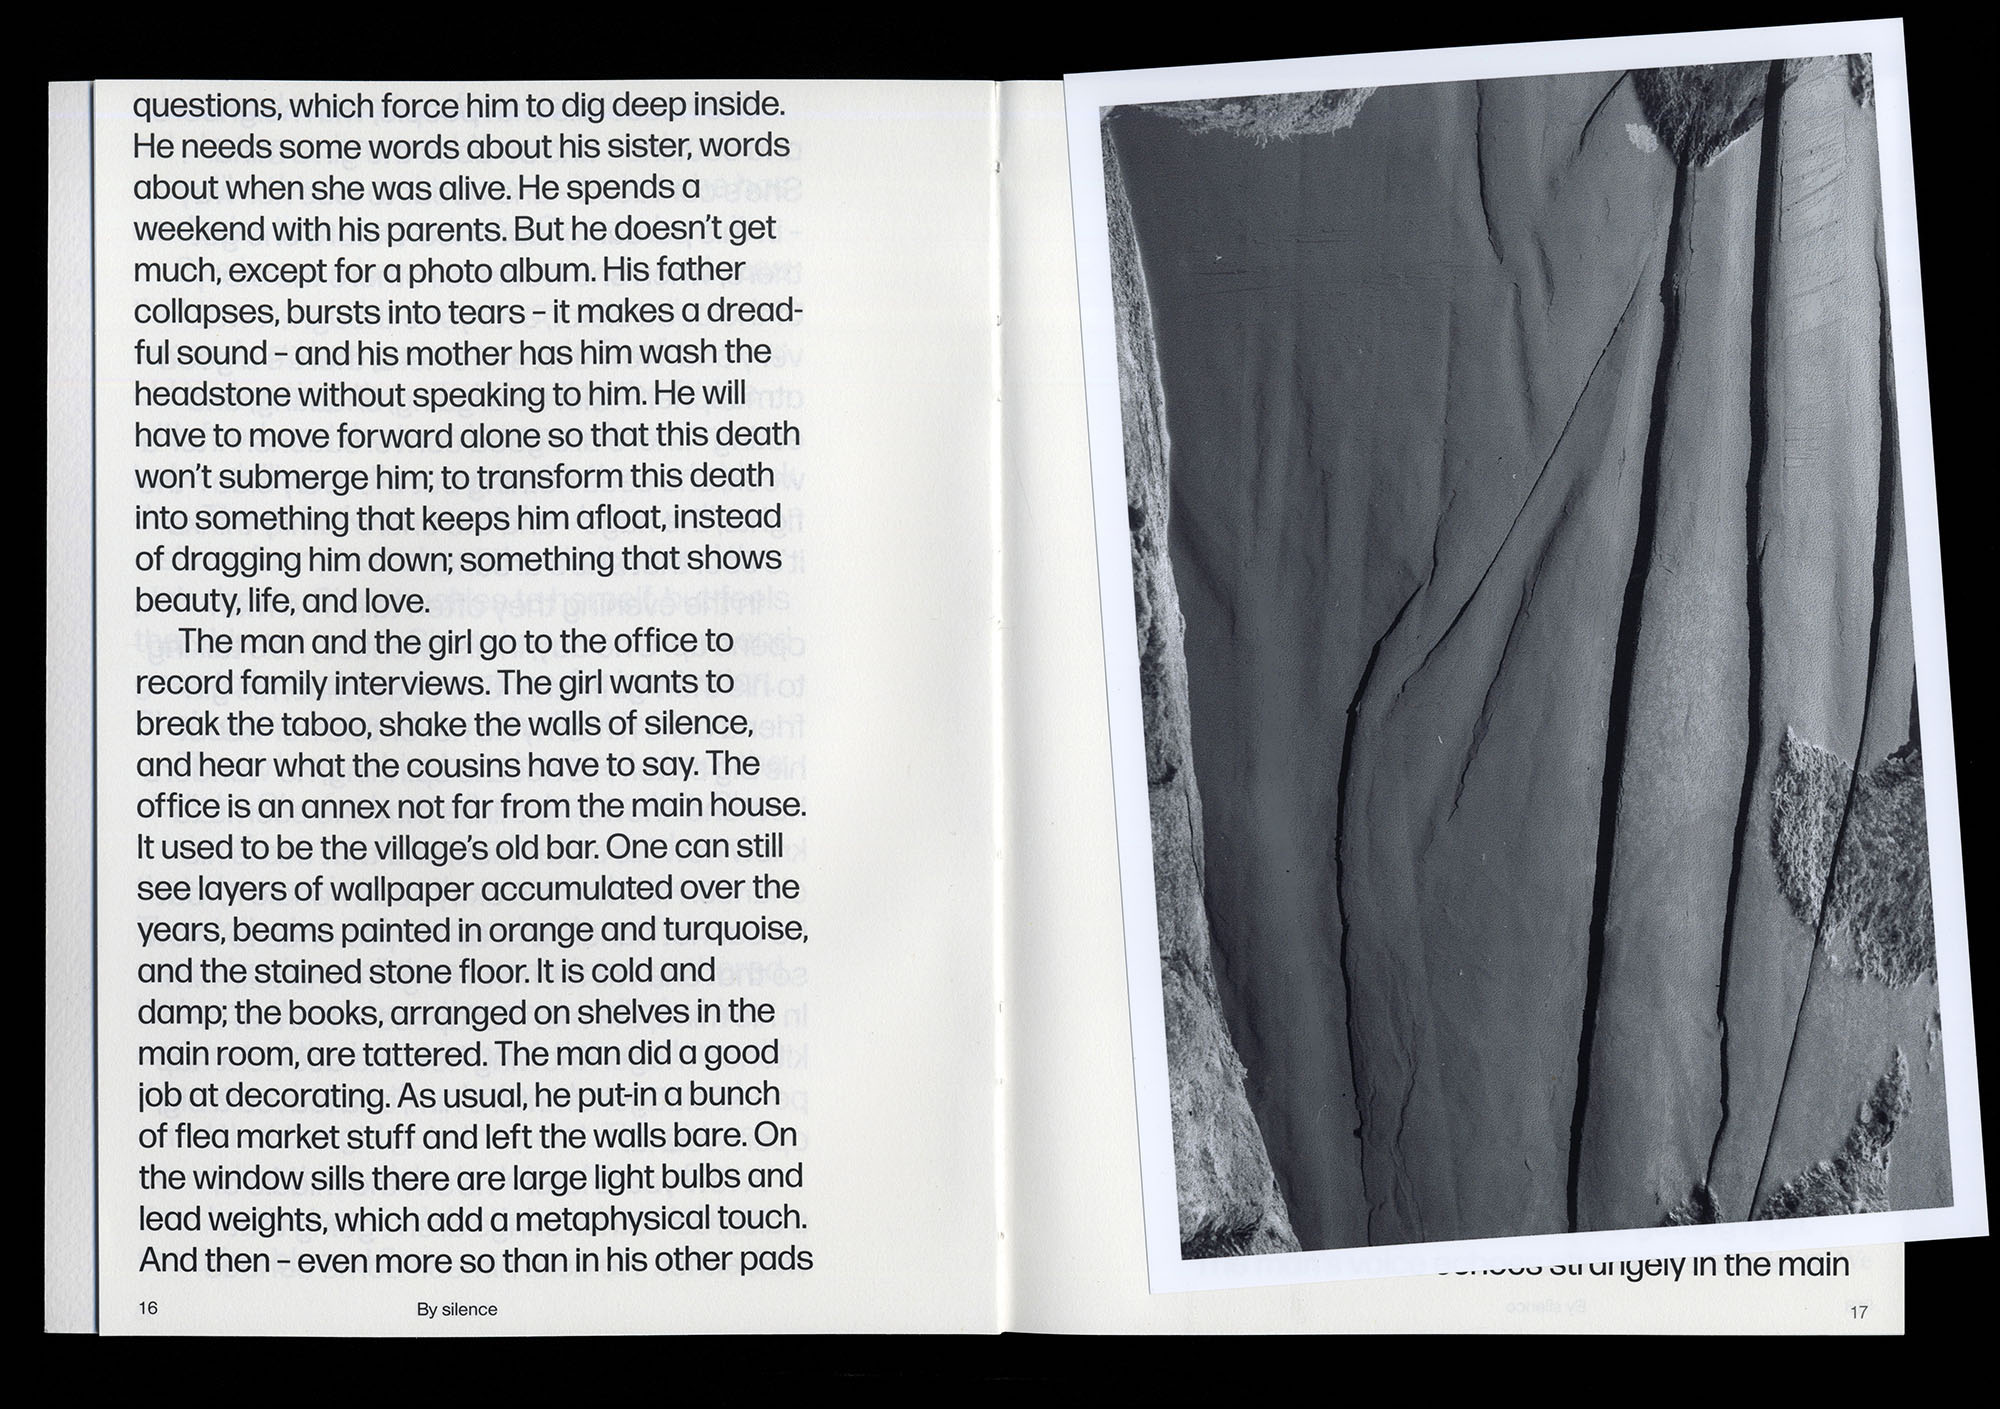 questions, which force him to dig deep inside.
He needs some words about his sister, words
about when she was alive. He spends a
weekend with his parents. But he doesn't get
much, except for a photo album. His father
collapses, bursts into tears – it makes a dread-
ful sound – and his mother has him wash the
headstone without speaking to him. He will
have to move forward alone so that this death
won't submerge him; to transform this death
into something that keeps him afloat, instead
of dragging him down; something that shows
beauty, life, and love.
The man and the girl go to the office to
record family interviews. The girl wants to
break the taboo, shake the walls of silence,
and hear what the cousins have to say. The
office is an annex not far from the main house.
It used to be the village's old bar. One can still
see layers of wallpaper accumulated over the
years, beams painted in orange and turquoise,
and the stained stone floor. It is cold and
damp; the books, arranged on shelves in the
main room, are tattered. The man did a good
job at decorating. As usual, he put-in a bunch
of flea market stuff and left the walls bare. On
the window sills there are large light bulbs and
lead weights, which add a metaphysical touch.
And then – even more so than in his other pads
16 By silence
strangely in the main
17